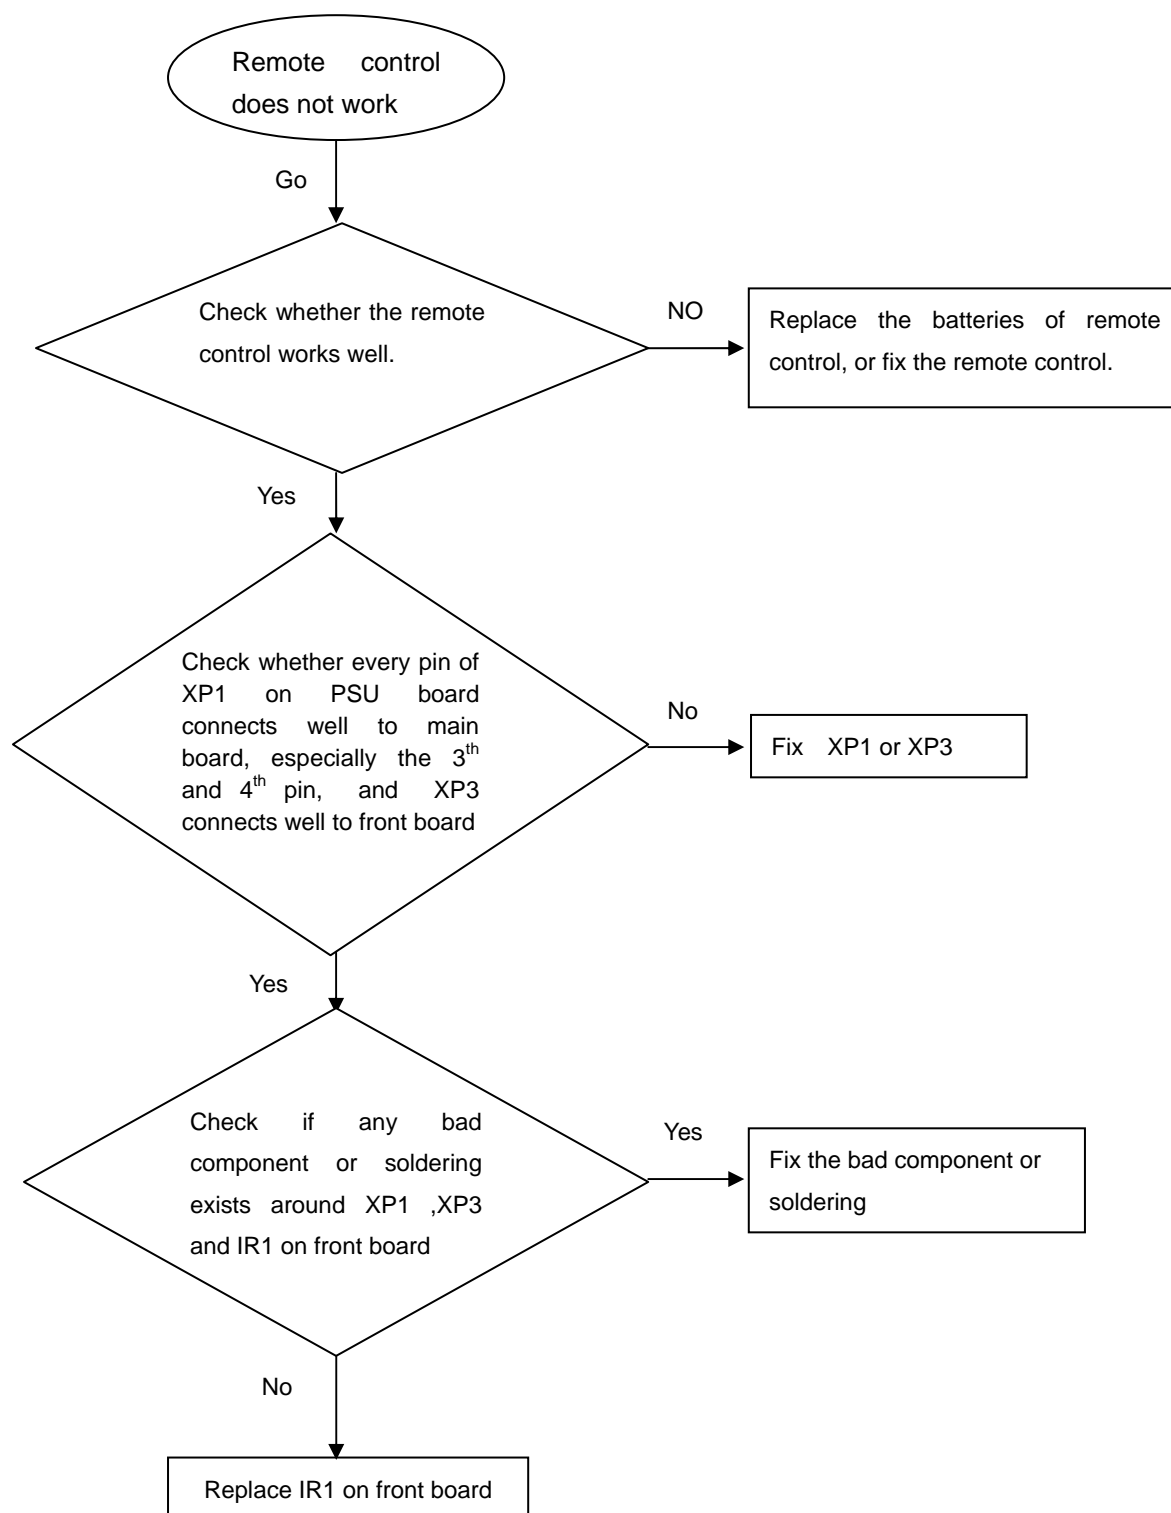 Remote control
does not work
Go
Check whether the remote
control works well.
NO
Replace the batteries of remote
control, or fix the remote control.
Yes
Check whether every pin of
XP1 on PSU board
connects well to main
board, especially the 3th
and 4th pin, and XP3
connects well to front board
No
Fix XP1 or XP3
Yes
Check if any bad
component or soldering
exists around XP1 ,XP3
and IR1 on front board
Yes
Fix the bad component or
soldering
No
Replace IR1 on front board